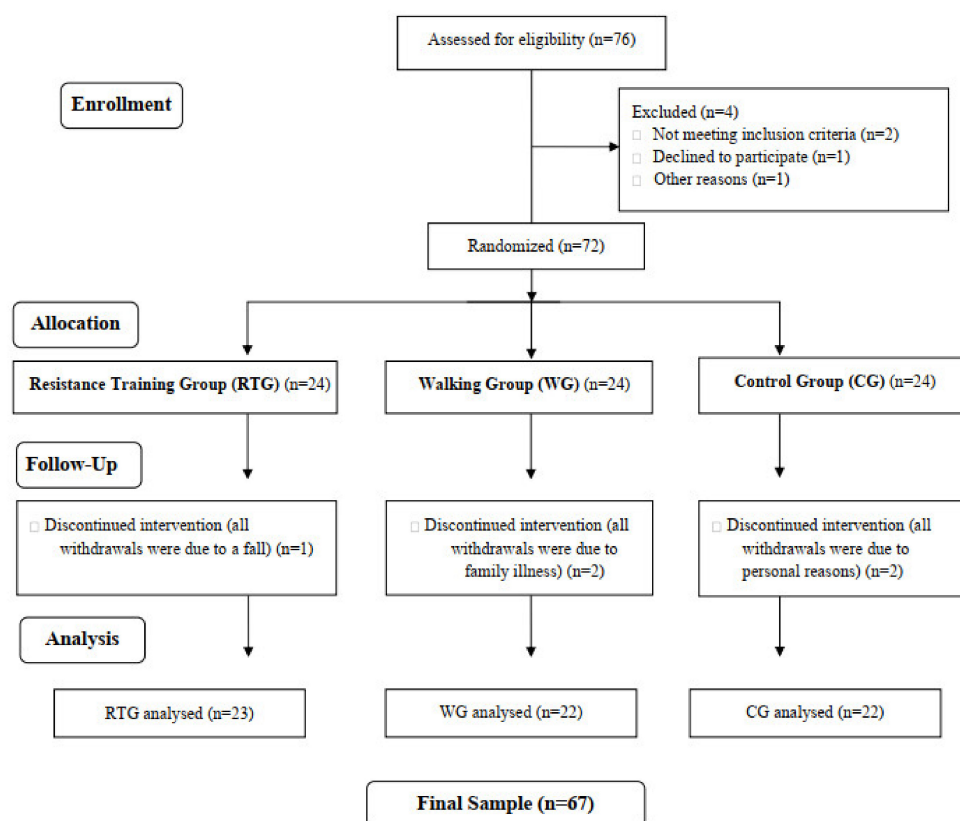 Assessed for eligibility (n=76)
Enrollment
Excluded (n=4)
Not meeting inclusion criteria (n=2)
Declined to participate (n=1)
Other reasons (n=1)
Randomized (n=72)
Allocation
Resistance Training Group (RTG) (n=24)
Walking Group (WG) (n=24)
Control Group (CG) (n=24)
Follow-Up
Discontinued intervention (all
withdrawals were due to a fall) (n=1)
Discontinued intervention (all
withdrawals were due to
family illness) (n=2)
Discontinued intervention (all
withdrawals were due to
personal reasons) (n=2)
Analysis
RTG analysed (n=23)
WG analysed (n=22)
CG analysed (n=22)
Final Sample (n=67)